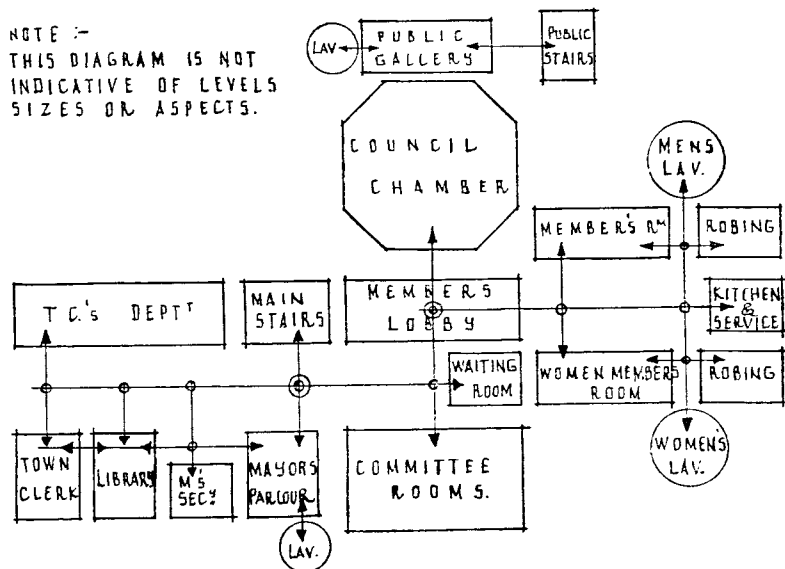 NOTE :-
THIS DIAGRAM IS NOT
INDICATIVE OF LEVELS
SIZES OR ASPECTS.
LAV
PUBLIC
GALLERY
PUBLIC
STAIRS
COUNCIL
CHAMBER
MENS
LAV.
MEMBER'S RM
ROBING
T.C.'s DEPTT
MAIN
STAIRS
MEMBERS
LOBBY
KITCHEN
&
SERVICE
WAITING
ROOM
WOMEN MEMBERS
ROOM
ROBING
TOWN
CLERK
LIBRARY
M's
SECY.
MAYORS
PARLOUR
COMMITTEE
ROOMS.
WOMEN'S
LAV.
LAV.